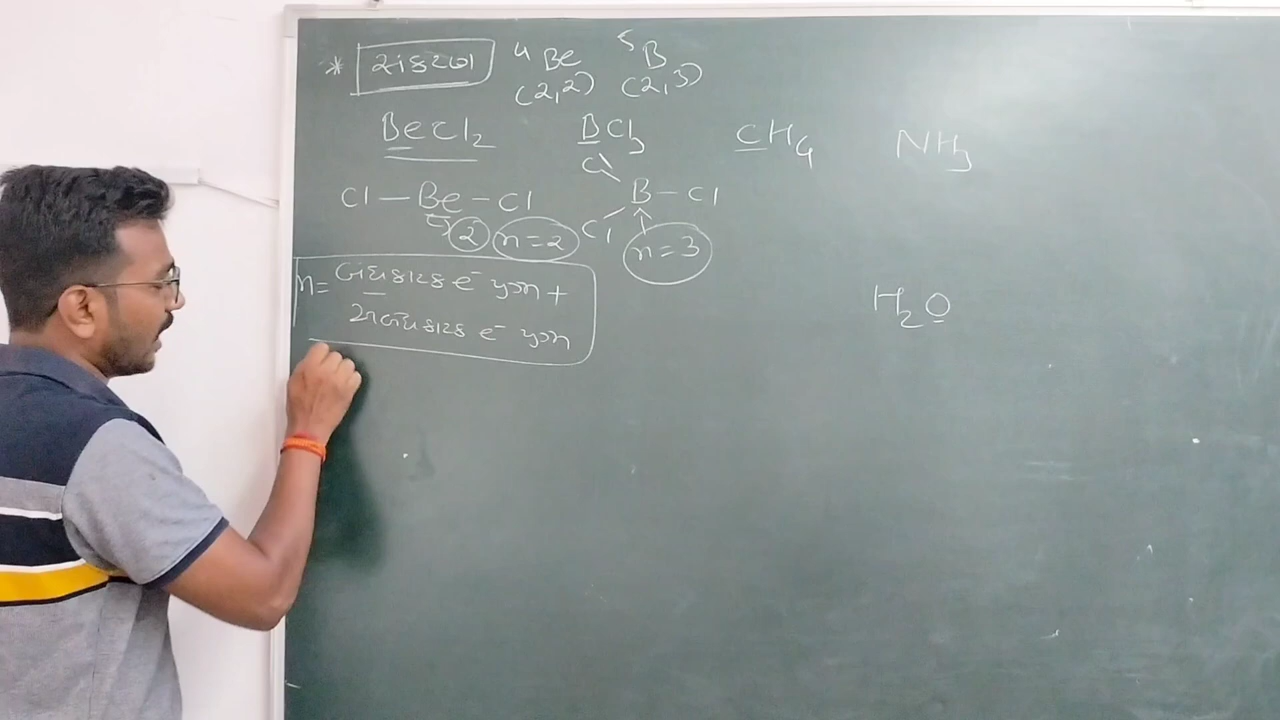 * સંકરણ 4Be 5B
(2,2) (2,3)
BeCl2 BCl3 CH4 NH3
Cl — Be — Cl
2 n=2
Cl
B — Cl
Cl
n=3
n= બંધકારક e⁻ યુગ્મ +
અબંધકારક e⁻ યુગ્મ
H2O